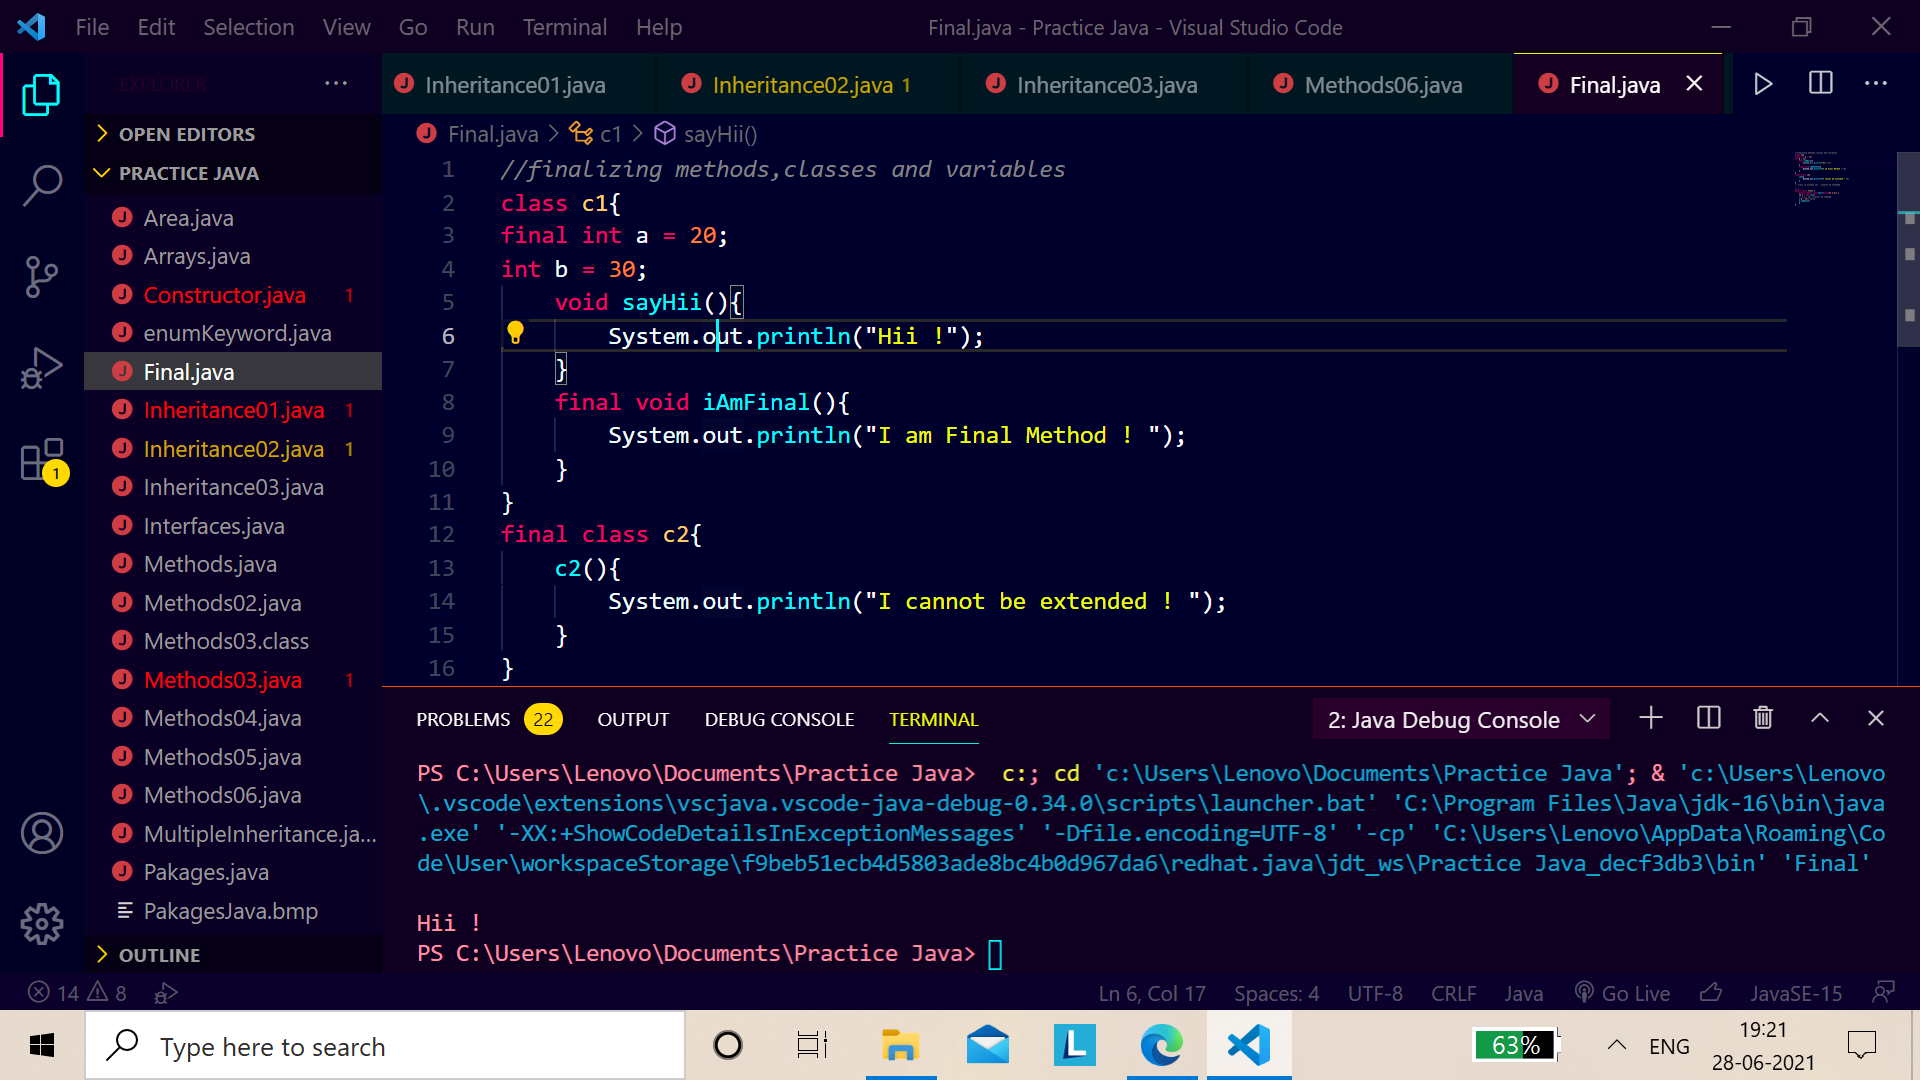 File Edit Selection View Go Run Terminal Help
Final.java - Practice Java - Visual Studio Code
EXPLORER
Inheritance01.java
Inheritance02.java 1
Inheritance03.java
Methods06.java
Final.java
OPEN EDITORS
PRACTICE JAVA
Area.java
Arrays.java
Constructor.java 1
enumKeyword.java
Final.java
Inheritance01.java 1
Inheritance02.java 1
Inheritance03.java
Interfaces.java
Methods.java
Methods02.java
Methods03.class
Methods03.java 1
Methods04.java
Methods05.java
Methods06.java
MultipleInheritance.ja...
Pakages.java
PakagesJava.bmp
OUTLINE
1
Final.java > c1 > sayHii()
1 //finalizing methods,classes and variables
2 class c1{
3 final int a = 20;
4 int b = 30;
5 void sayHii(){
6 System.out.println("Hii !");
7 }
8 final void iAmFinal(){
9 System.out.println("I am Final Method ! ");
10 }
11 }
12 final class c2{
13 c2(){
14 System.out.println("I cannot be extended ! ");
15 }
16 }
PROBLEMS 22 OUTPUT DEBUG CONSOLE TERMINAL
2: Java Debug Console
PS C:\Users\Lenovo\Documents\Practice Java>  c:; cd 'c:\Users\Lenovo\Documents\Practice Java'; & 'c:\Users\Lenovo
\.vscode\extensions\vscjava.vscode-java-debug-0.34.0\scripts\launcher.bat' 'C:\Program Files\Java\jdk-16\bin\java
.exe' '-XX:+ShowCodeDetailsInExceptionMessages' '-Dfile.encoding=UTF-8' '-cp' 'C:\Users\Lenovo\AppData\Roaming\Co
de\User\workspaceStorage\f9beb51ecb4d5803ade8bc4b0d967da6\redhat.java\jdt_ws\Practice Java_decf3db3\bin' 'Final'
Hii !
PS C:\Users\Lenovo\Documents\Practice Java>
14 8
Ln 6, Col 17 Spaces: 4 UTF-8 CRLF Java Go Live JavaSE-15
Type here to search
L
63%
ENG
19:21
28-06-2021